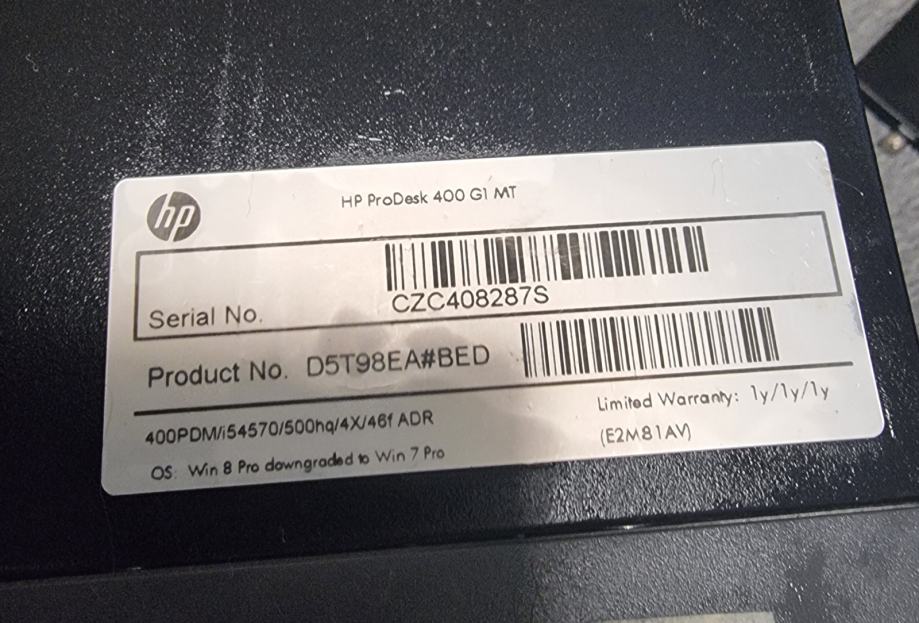 hp
HP ProDesk 400 G1 MT
Serial No. CZC408287S
Product No. D5T98EA#BED
400PDM/i54570/500hq/4X/46f ADR
Limited Warranty: 1y/1y/1y
OS: Win 8 Pro downgraded to Win 7 Pro
(E2M81AV)